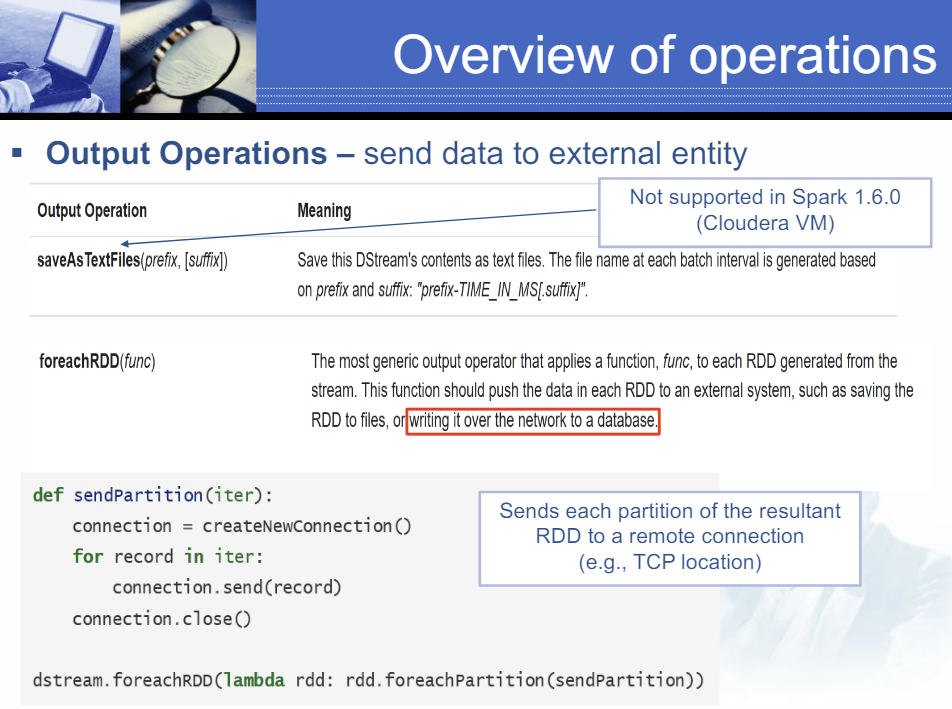 Overview of operations
▪ Output Operations – send data to external entity
Not supported in Spark 1.6.0
(Cloudera VM)
Output Operation Meaning
saveAsTextFiles(prefix, [suffix]) Save this DStream's contents as text files. The file name at each batch interval is generated based
on prefix and suffix: "prefix-TIME_IN_MS[.suffix]".
foreachRDD(func) The most generic output operator that applies a function, func, to each RDD generated from the
stream. This function should push the data in each RDD to an external system, such as saving the
RDD to files, or writing it over the network to a database.
def sendPartition(iter):
    connection = createNewConnection()
    for record in iter:
        connection.send(record)
    connection.close()
Sends each partition of the resultant
RDD to a remote connection
(e.g., TCP location)
dstream.foreachRDD(lambda rdd: rdd.foreachPartition(sendPartition))